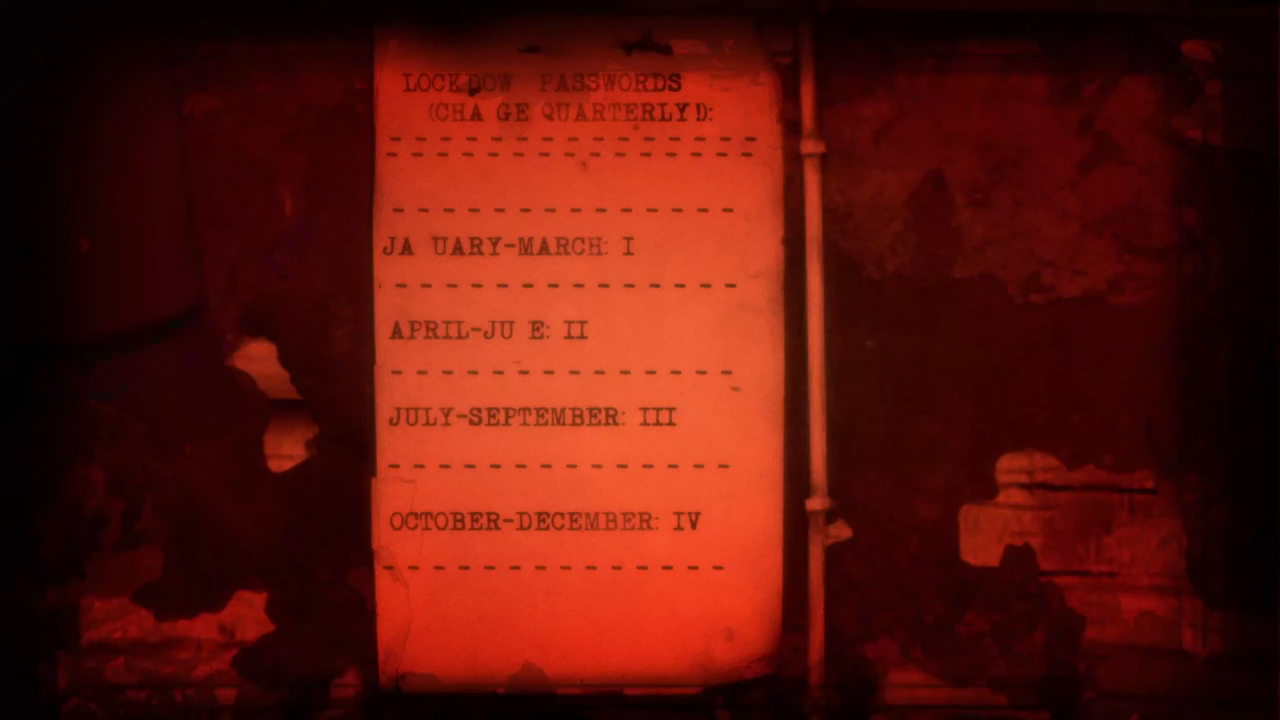 LOCKDOW PASSWORDS
(CHA GE QUARTERLY!):
JA UARY-MARCH: I
APRIL-JU E: II
JULY-SEPTEMBER: III
OCTOBER-DECEMBER: IV